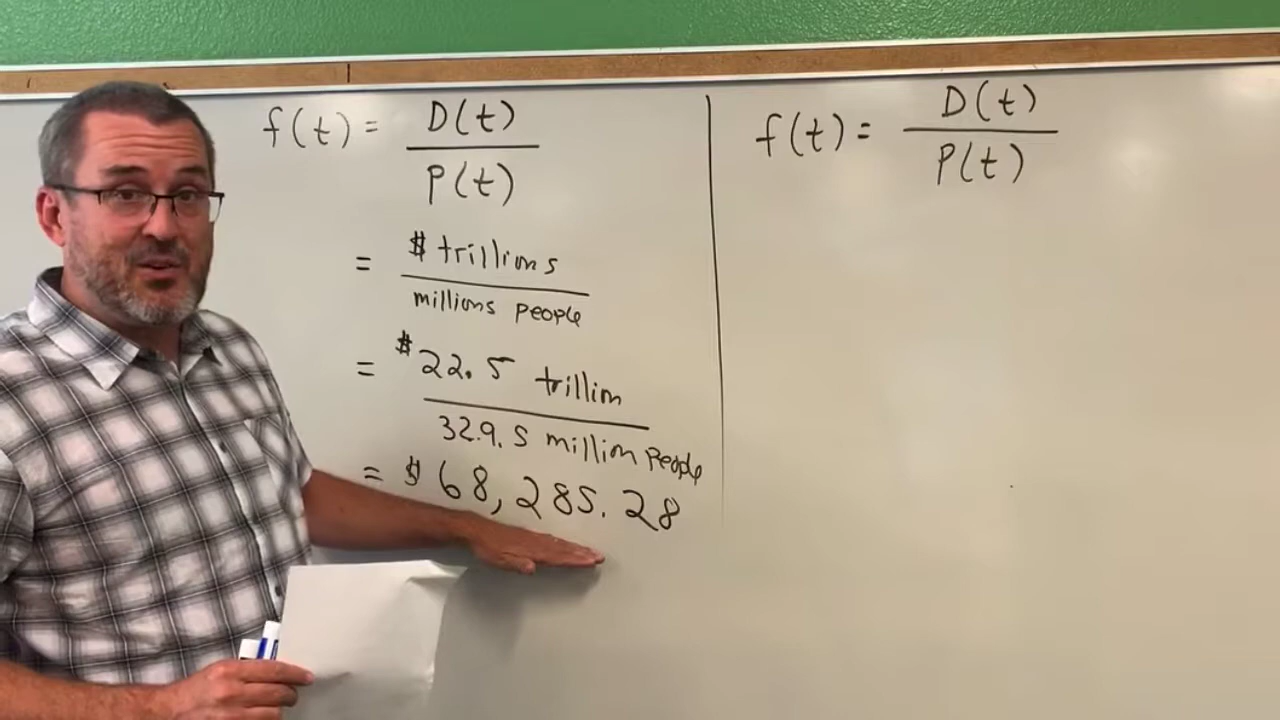 f(t) = D(t)
P(t)
= $ trillions
millions people
= $22.5 trillion
329.5 million people
= $68,285.28
f(t) = D(t)
P(t)